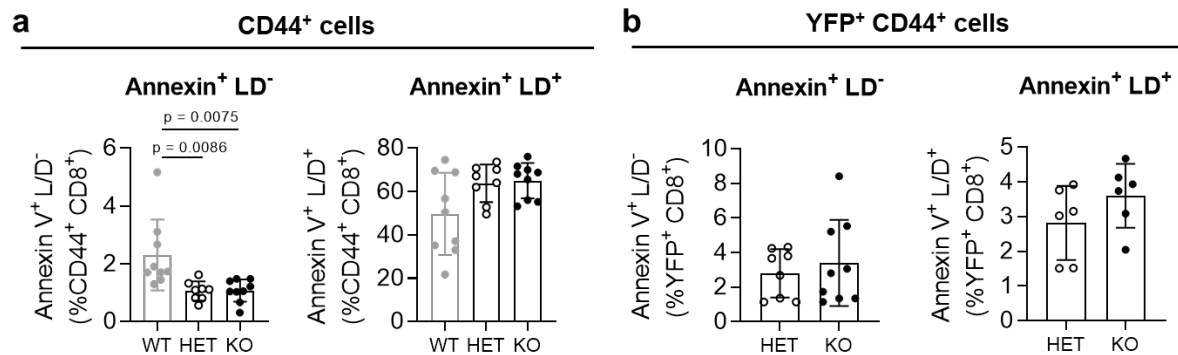 a
CD44⁺ cells
Annexin⁺ LD⁻
p = 0.0075
p = 0.0086
Annexin V⁺ L/D⁻
(%CD44⁺ CD8⁺)
6
4
2
0
WT HET KO
Annexin⁺ LD⁺
Annexin V⁺ L/D⁺
(%CD44⁺ CD8⁺)
80
60
40
20
0
WT HET KO
b
YFP⁺ CD44⁺ cells
Annexin⁺ LD⁻
Annexin V⁺ L/D⁻
(%YFP⁺ CD8⁺)
10
8
6
4
2
0
HET KO
Annexin⁺ LD⁺
Annexin V⁺ L/D⁺
(%YFP⁺ CD8⁺)
5
4
3
2
1
0
HET KO